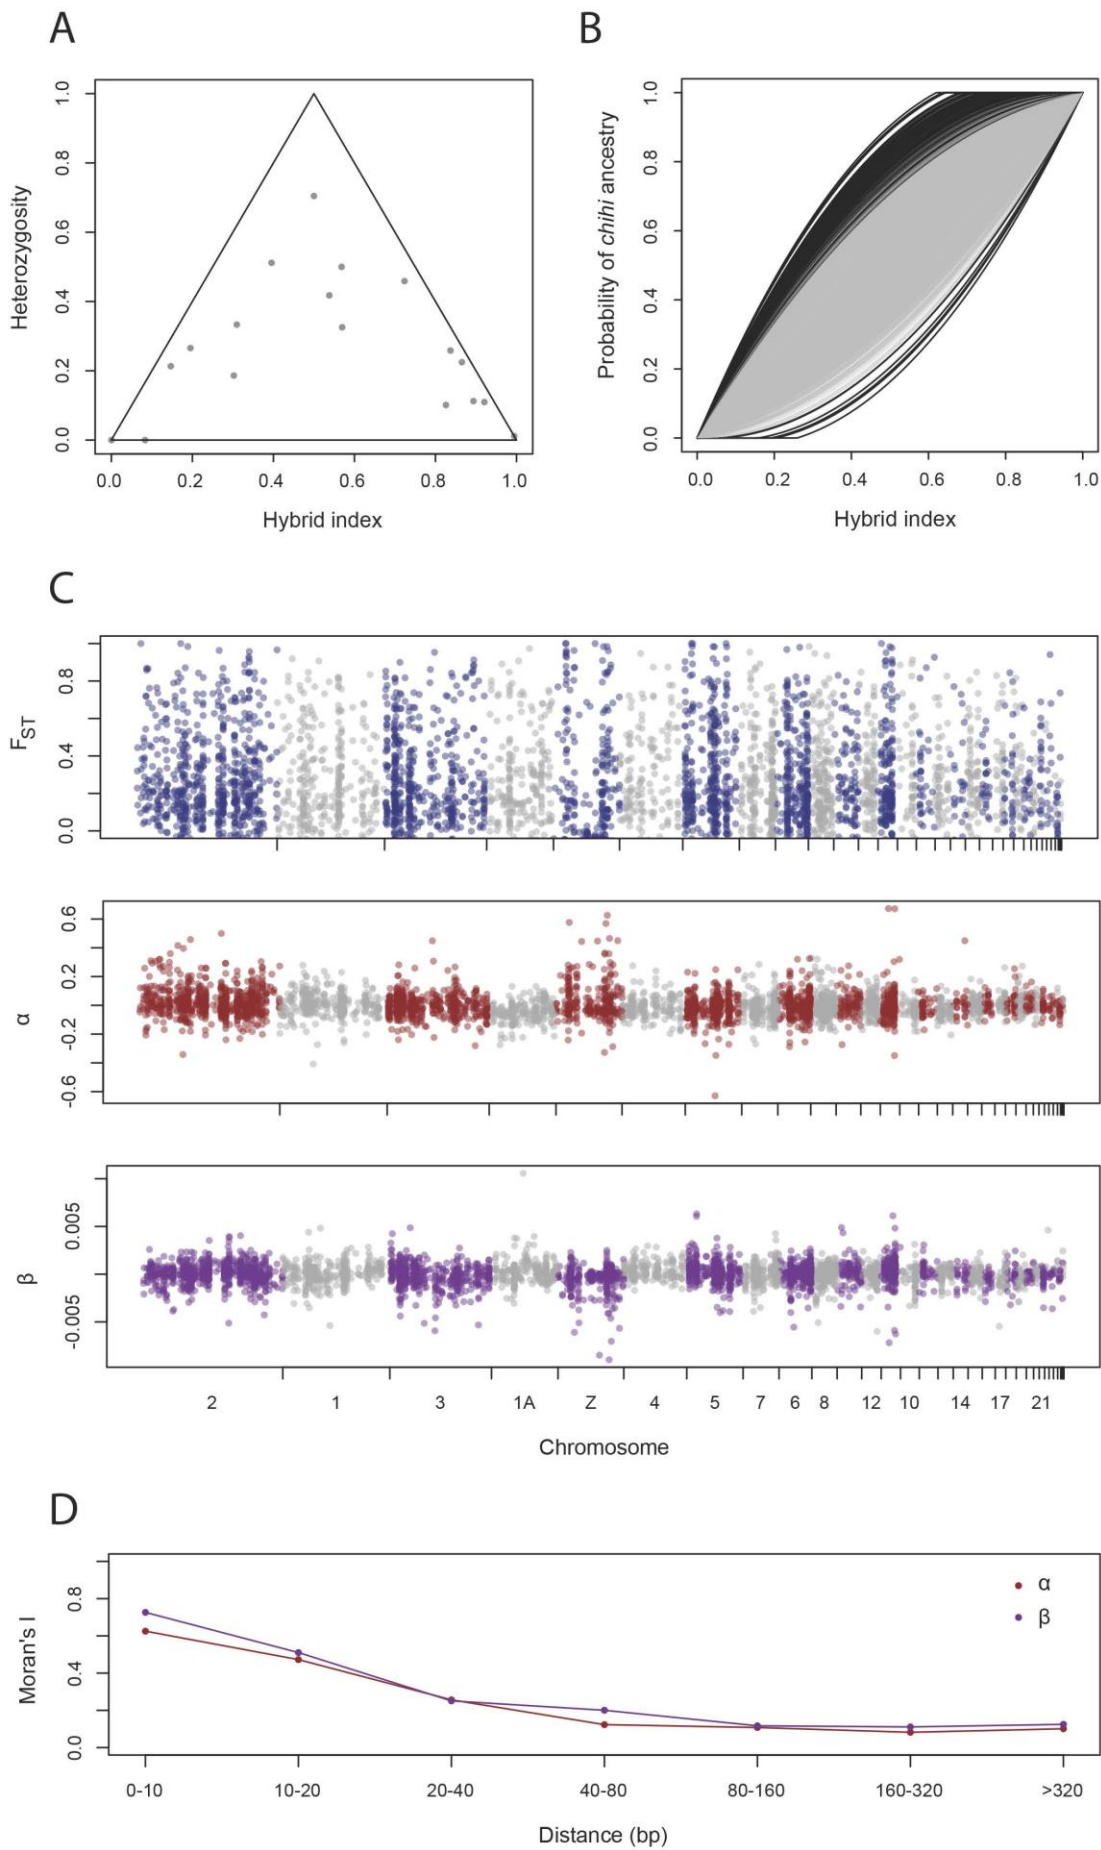 A
B
1.0
0.8
0.6
0.4
0.2
0.0
Heterozygosity
0.0 0.2 0.4 0.6 0.8 1.0
Hybrid index
1.0
0.8
0.6
0.4
0.2
0.0
Probability of chihi ancestry
0.0 0.2 0.4 0.6 0.8 1.0
Hybrid index
C
0.8
0.4
0.0
FST
0.6
0.2
-0.2
-0.6
α
0.005
-0.005
β
2 1 3 1A Z 4 5 7 6 8 12 10 14 17 21
Chromosome
D
0.8
0.4
0.0
Moran's I
α
β
0-10 10-20 20-40 40-80 80-160 160-320 >320
Distance (bp)